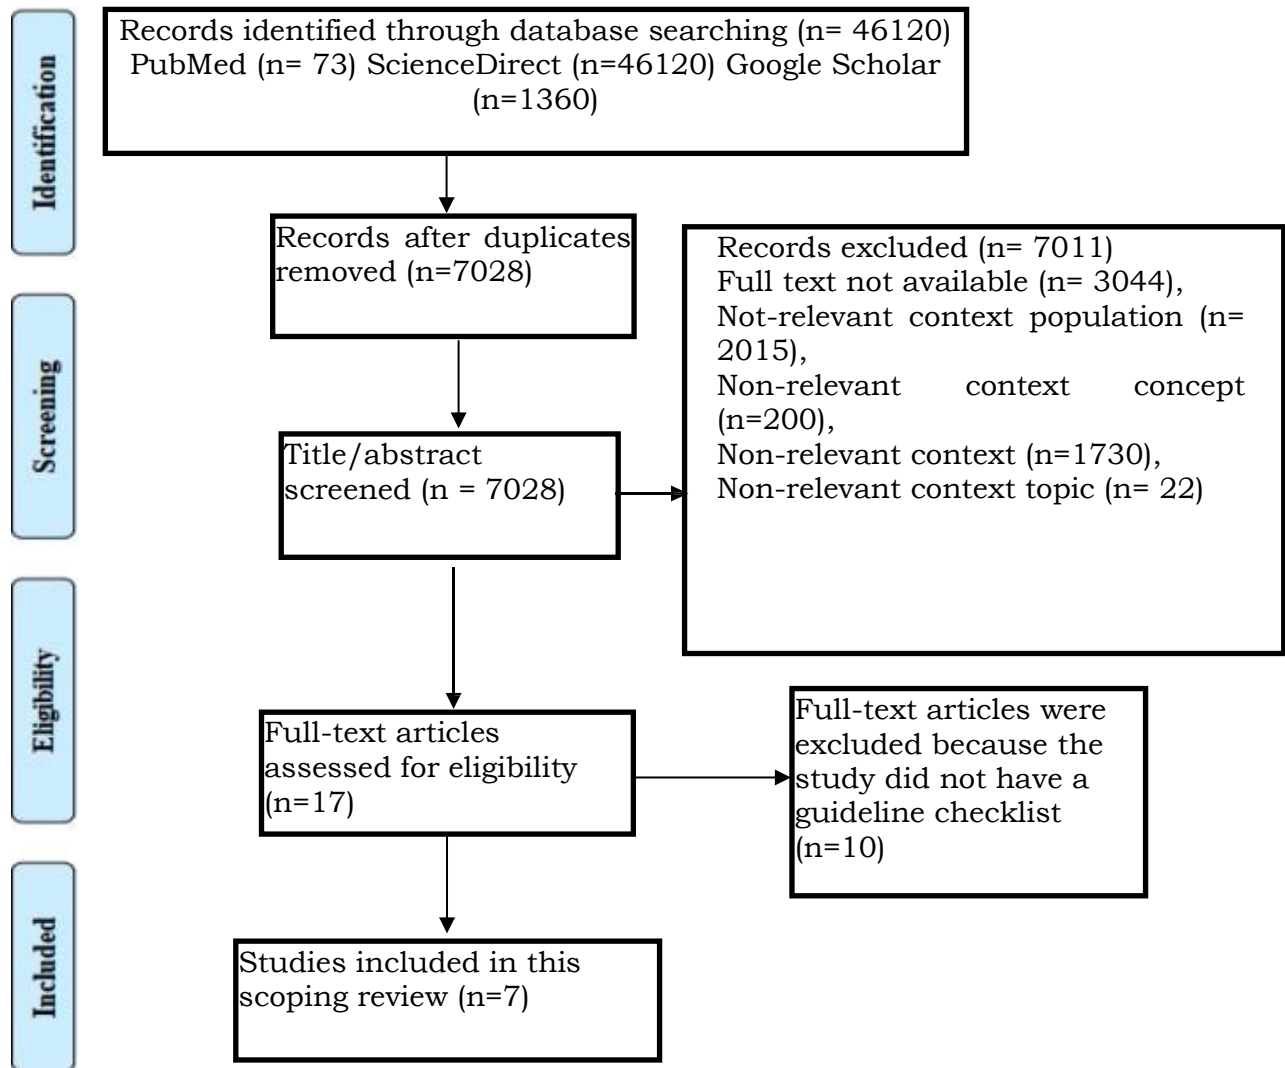 Identification
Records identified through database searching (n= 46120)
PubMed (n= 73) ScienceDirect (n=46120) Google Scholar
(n=1360)
Records after duplicates
removed (n=7028)
Records excluded (n= 7011)
Full text not available (n= 3044),
Not-relevant context population (n=
2015),
Non-relevant context concept
(n=200),
Non-relevant context (n=1730),
Non-relevant context topic (n= 22)
Screening
Title/abstract
screened (n = 7028)
Eligibility
Full-text articles
assessed for eligibility
(n=17)
Full-text articles were
excluded because the
study did not have a
guideline checklist
(n=10)
Included
Studies included in this
scoping review (n=7)